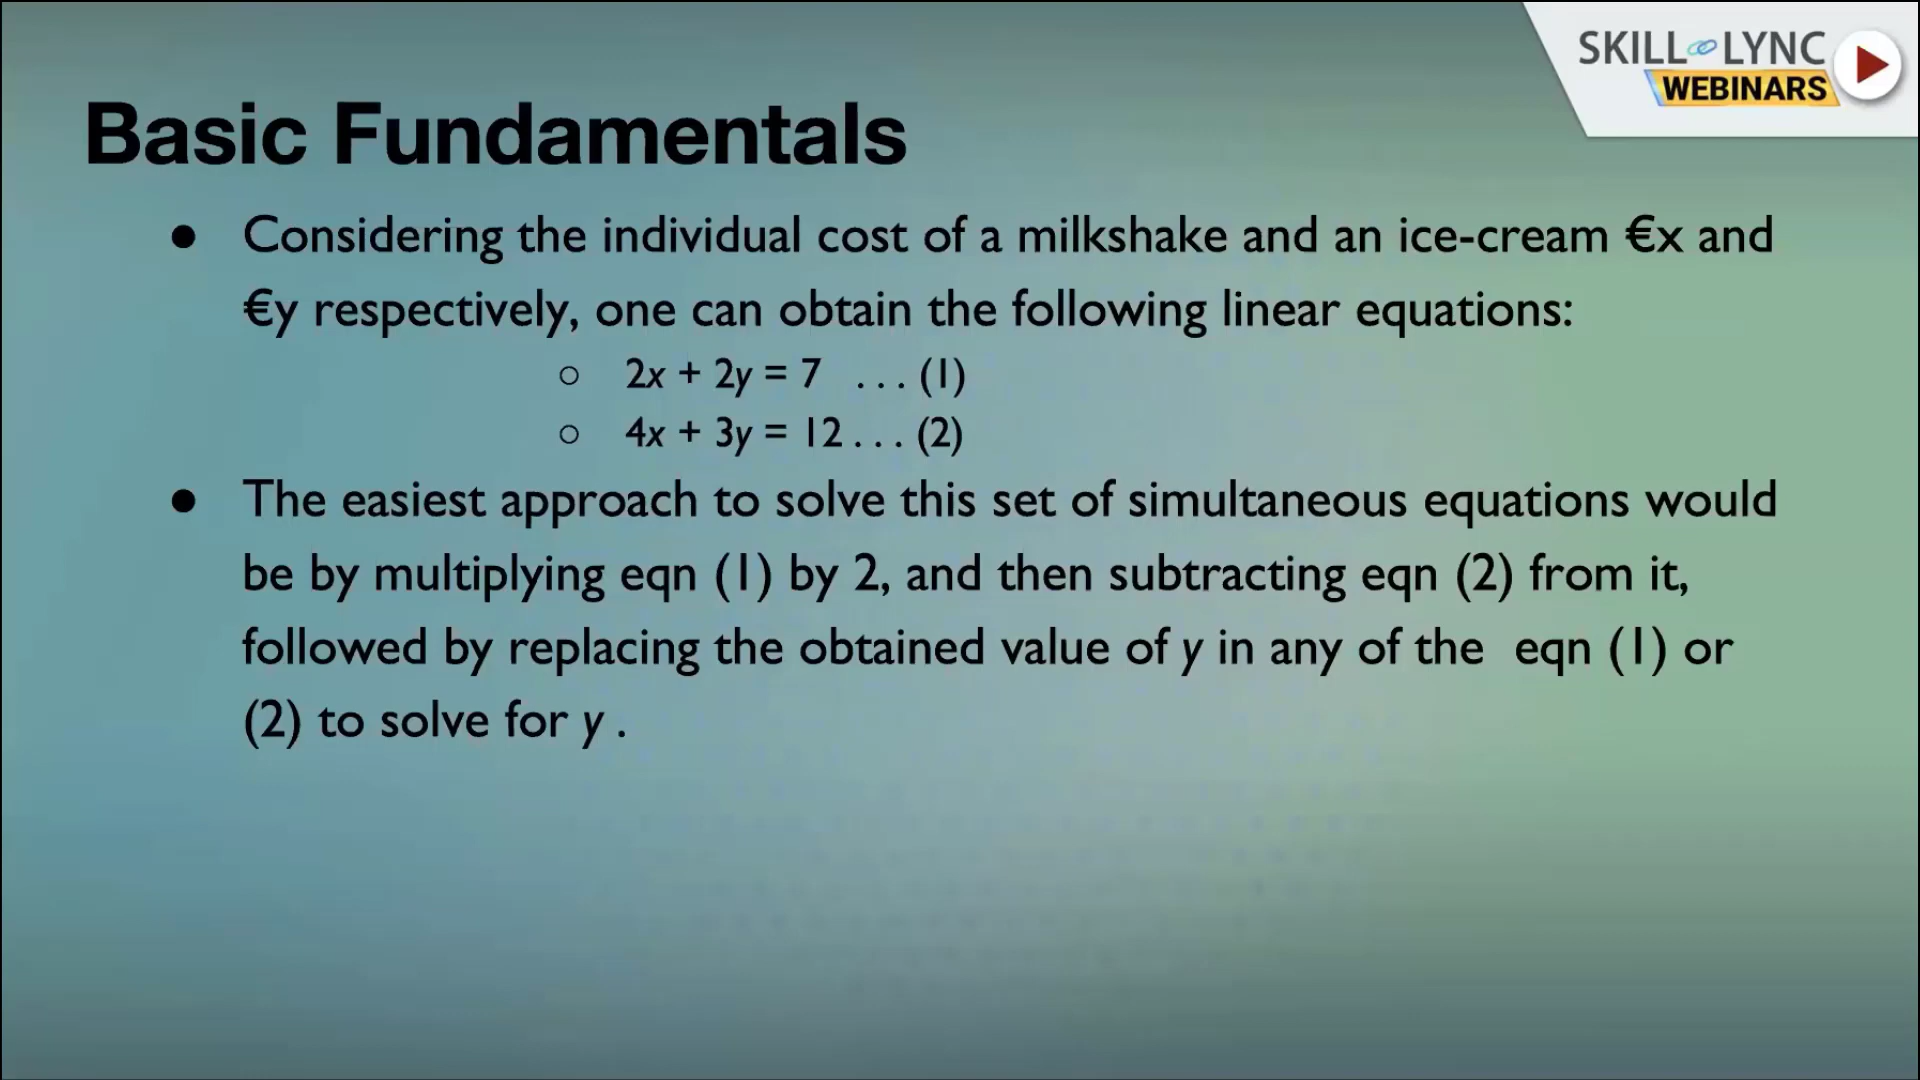 SKILL LYNC
WEBINARS
Basic Fundamentals
● Considering the individual cost of a milkshake and an ice-cream €x and
€y respectively, one can obtain the following linear equations:
○ 2x + 2y = 7 . . . (1)
○ 4x + 3y = 12 . . . (2)
● The easiest approach to solve this set of simultaneous equations would
be by multiplying eqn (1) by 2, and then subtracting eqn (2) from it,
followed by replacing the obtained value of y in any of the eqn (1) or
(2) to solve for y .